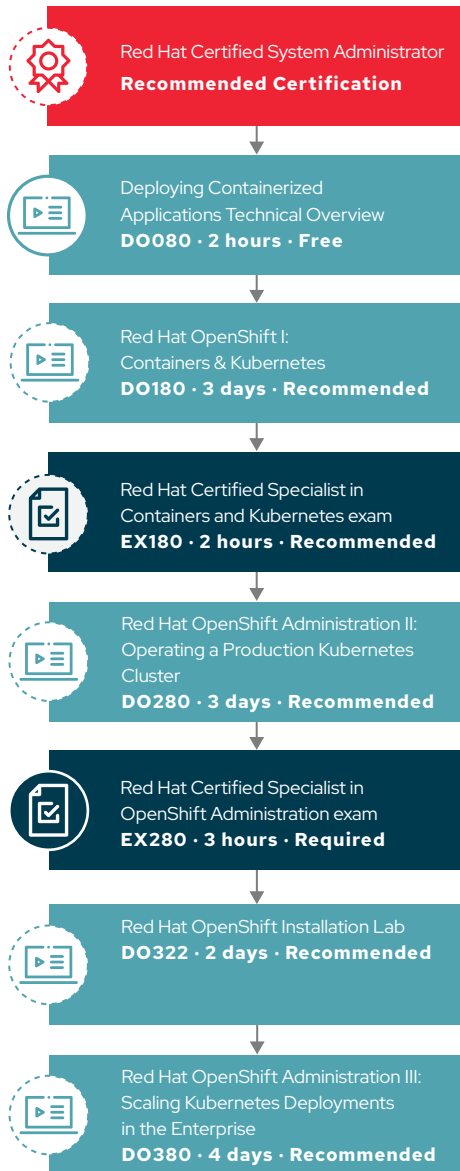 Red Hat Certified System Administrator
Recommended Certification
Deploying Containerized
Applications Technical Overview
DO080 · 2 hours · Free
Red Hat OpenShift I:
Containers & Kubernetes
DO180 · 3 days · Recommended
Red Hat Certified Specialist in
Containers and Kubernetes exam
EX180 · 2 hours · Recommended
Red Hat OpenShift Administration II:
Operating a Production Kubernetes
Cluster
DO280 · 3 days · Recommended
Red Hat Certified Specialist in
OpenShift Administration exam
EX280 · 3 hours · Required
Red Hat OpenShift Installation Lab
DO322 · 2 days · Recommended
Red Hat OpenShift Administration III:
Scaling Kubernetes Deployments
in the Enterprise
DO380 · 4 days · Recommended